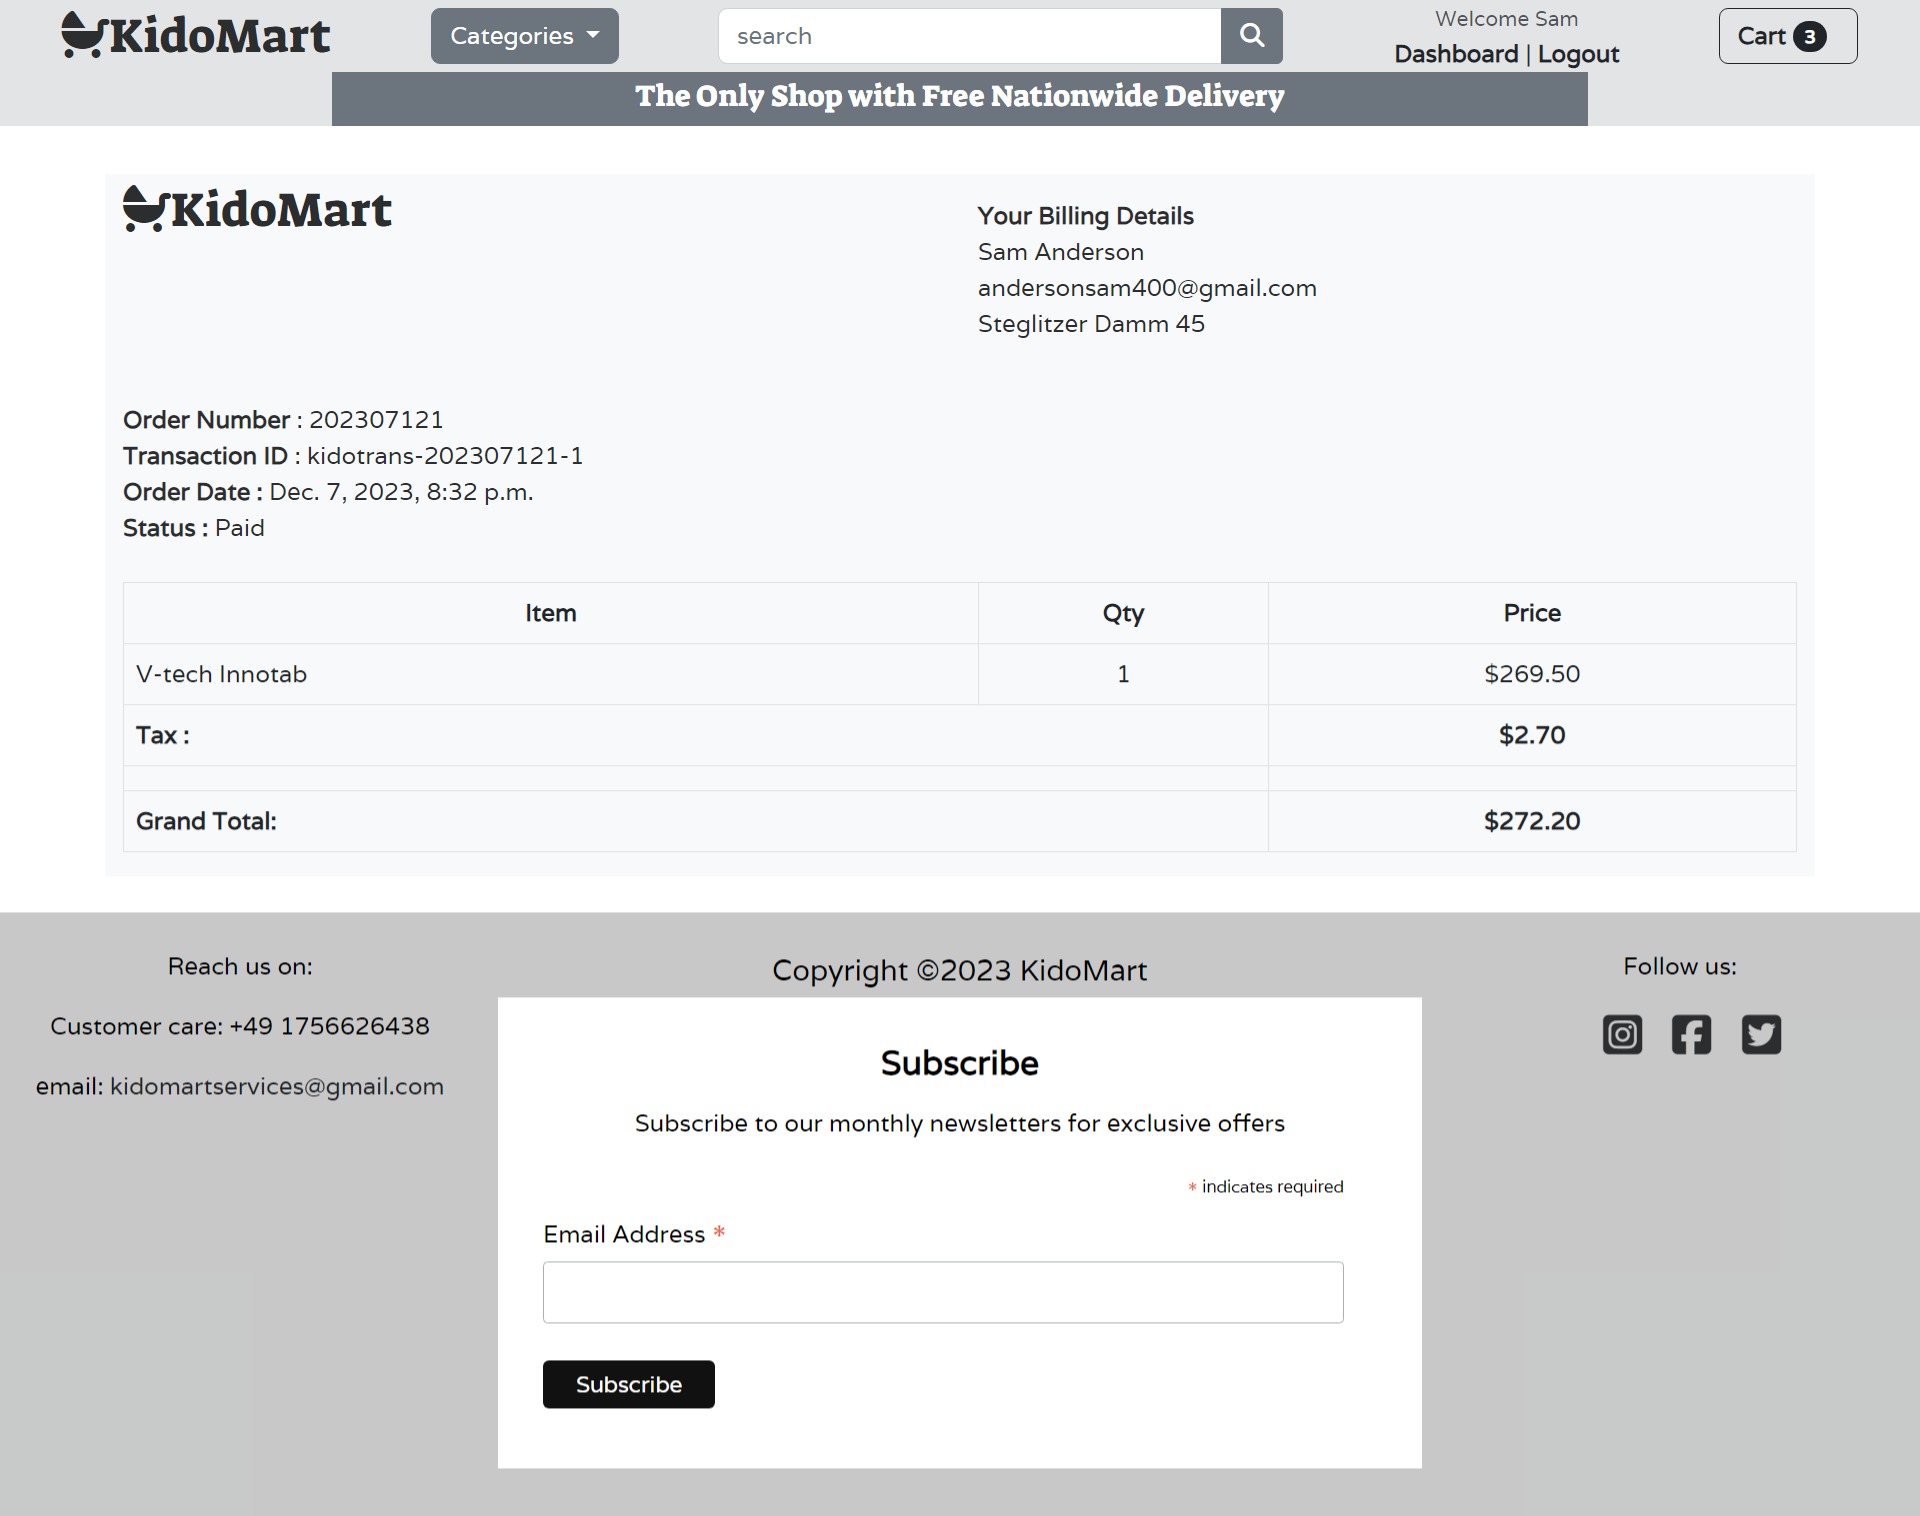 KidoMart
Categories
search
Welcome Sam
Dashboard | Logout
Cart 3
The Only Shop with Free Nationwide Delivery
KidoMart
Your Billing Details
Sam Anderson
andersonsam400@gmail.com
Steglitzer Damm 45
Order Number : 202307121
Transaction ID : kidotrans-202307121-1
Order Date : Dec. 7, 2023, 8:32 p.m.
Status : Paid
Item Qty Price
V-tech Innotab 1 $269.50
Tax : $2.70
Grand Total: $272.20
Reach us on:
Customer care: +49 1756626438
email: kidomartservices@gmail.com
Copyright ©2023 KidoMart
Subscribe
Subscribe to our monthly newsletters for exclusive offers
* indicates required
Email Address *
Subscribe
Follow us: